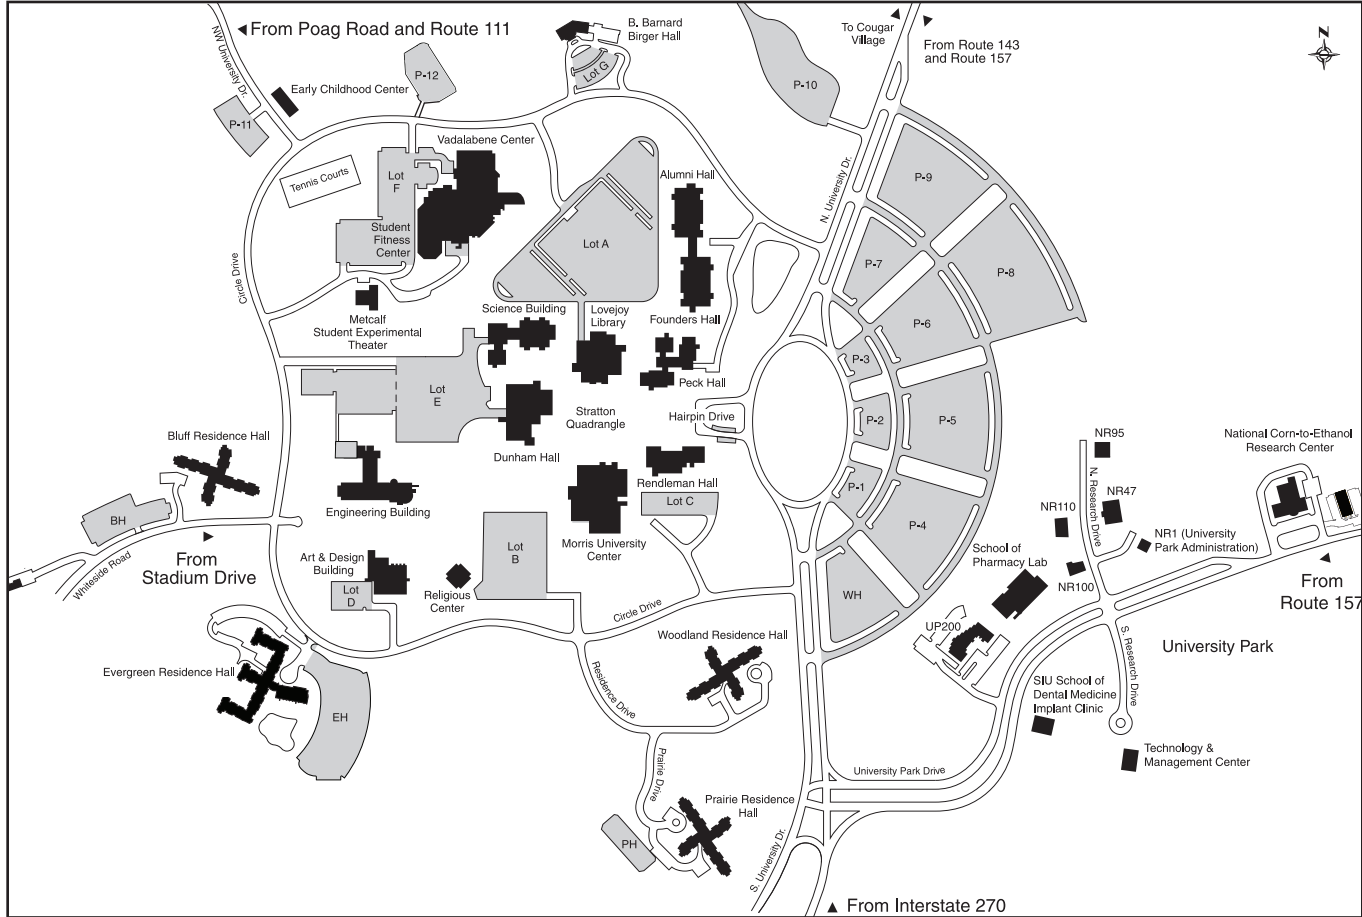 From Poag Road and Route 111
B. Barnard
Birger Hall
To Cougar
Village
From Route 143
and Route 157
N
NW University Dr.
P-12
Lot G
P-10
Early Childhood Center
P-11
Vadalabene Center
Tennis Courts
Lot
F
Alumni Hall
N. University Dr.
P-9
Student
Fitness
Center
Lot A
P-7
P-8
Circle Drive
Metcalf
Student Experimental
Theater
Science Building
Lovejoy
Library
Founders Hall
P-6
P-3
Peck Hall
Lot
E
Stratton
Quadrangle
Hairpin Drive
P-2
P-5
Bluff Residence Hall
Dunham Hall
NR95
National Corn-to-Ethanol
Research Center
Rendleman Hall
Lot C
P-1
N. Research Drive
NR47
NR110
BH
Engineering Building
P-4
From
Stadium Drive
Whiteside Road
Art & Design
Building
Lot
D
Religious
Center
Lot
B
Morris University
Center
NR1 (University
Park Administration)
School of
Pharmacy Lab
NR100
From
Route 157
WH
Circle Drive
UP200
Woodland Residence Hall
S. Research Drive
University Park
Evergreen Residence Hall
EH
Residence Drive
SIU School of
Dental Medicine
Implant Clinic
Technology &
Management Center
Prairie Drive
University Park Drive
Prairie Residence
Hall
PH
S. University Dr.
From Interstate 270